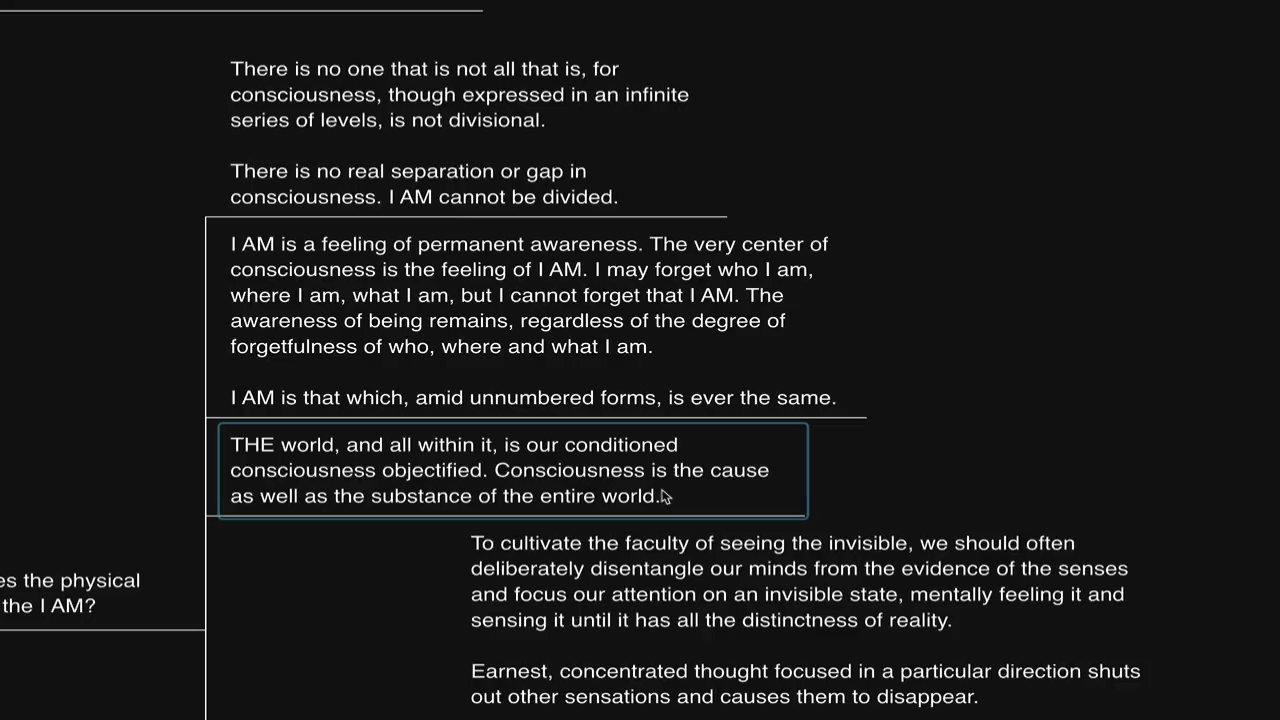 There is no one that is not all that is, for
consciousness, though expressed in an infinite
series of levels, is not divisional.
There is no real separation or gap in
consciousness. I AM cannot be divided.
I AM is a feeling of permanent awareness. The very center of
consciousness is the feeling of I AM. I may forget who I am,
where I am, what I am, but I cannot forget that I AM. The
awareness of being remains, regardless of the degree of
forgetfulness of who, where and what I am.
I AM is that which, amid unnumbered forms, is ever the same.
THE world, and all within it, is our conditioned
consciousness objectified. Consciousness is the cause
as well as the substance of the entire world.
es the physical
the I AM?
To cultivate the faculty of seeing the invisible, we should often
deliberately disentangle our minds from the evidence of the senses
and focus our attention on an invisible state, mentally feeling it and
sensing it until it has all the distinctness of reality.
Earnest, concentrated thought focused in a particular direction shuts
out other sensations and causes them to disappear.